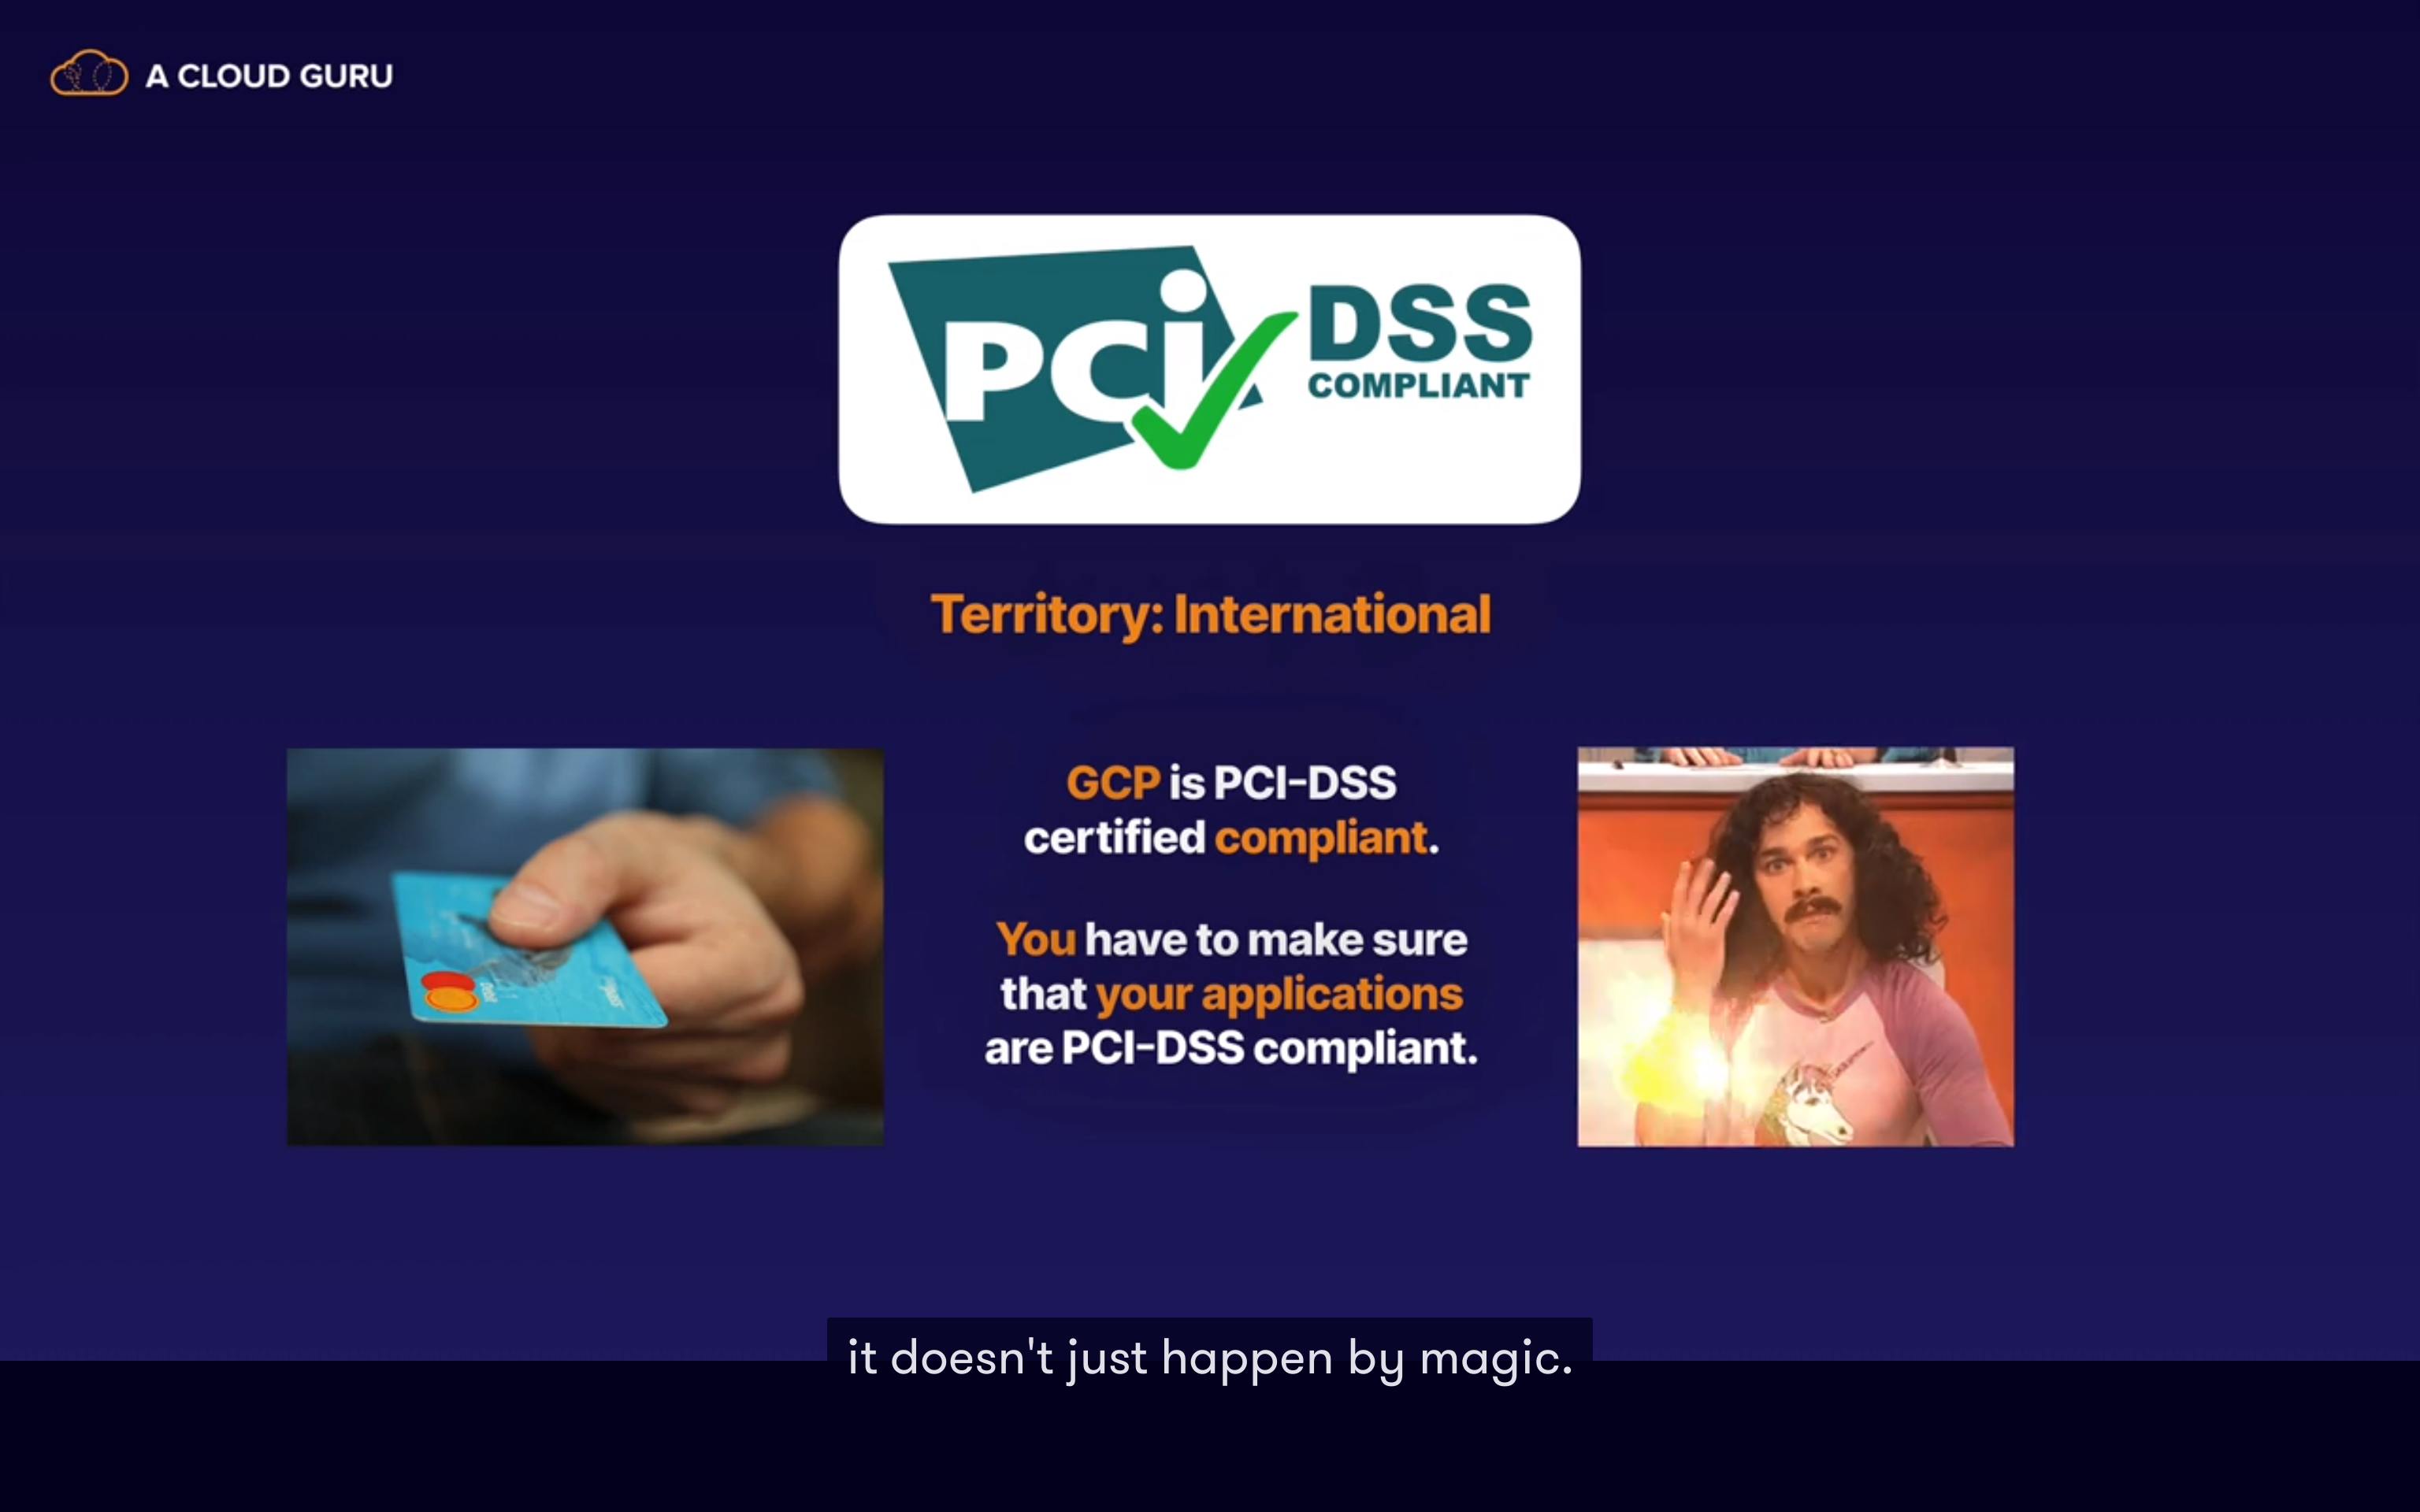 A CLOUD GURU
PCi DSS
COMPLIANT
Territory: International
GCP is PCI-DSS
certified compliant.
You have to make sure
that your applications
are PCI-DSS compliant.
it doesn't just happen by magic.